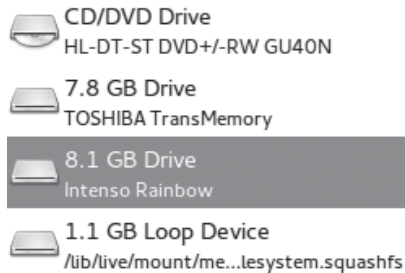 CD/DVD Drive
HL-DT-ST DVD+/-RW GU40N
7.8 GB Drive
TOSHIBA TransMemory
8.1 GB Drive
Intenso Rainbow
1.1 GB Loop Device
/lib/live/mount/me...lesystem.squashfs